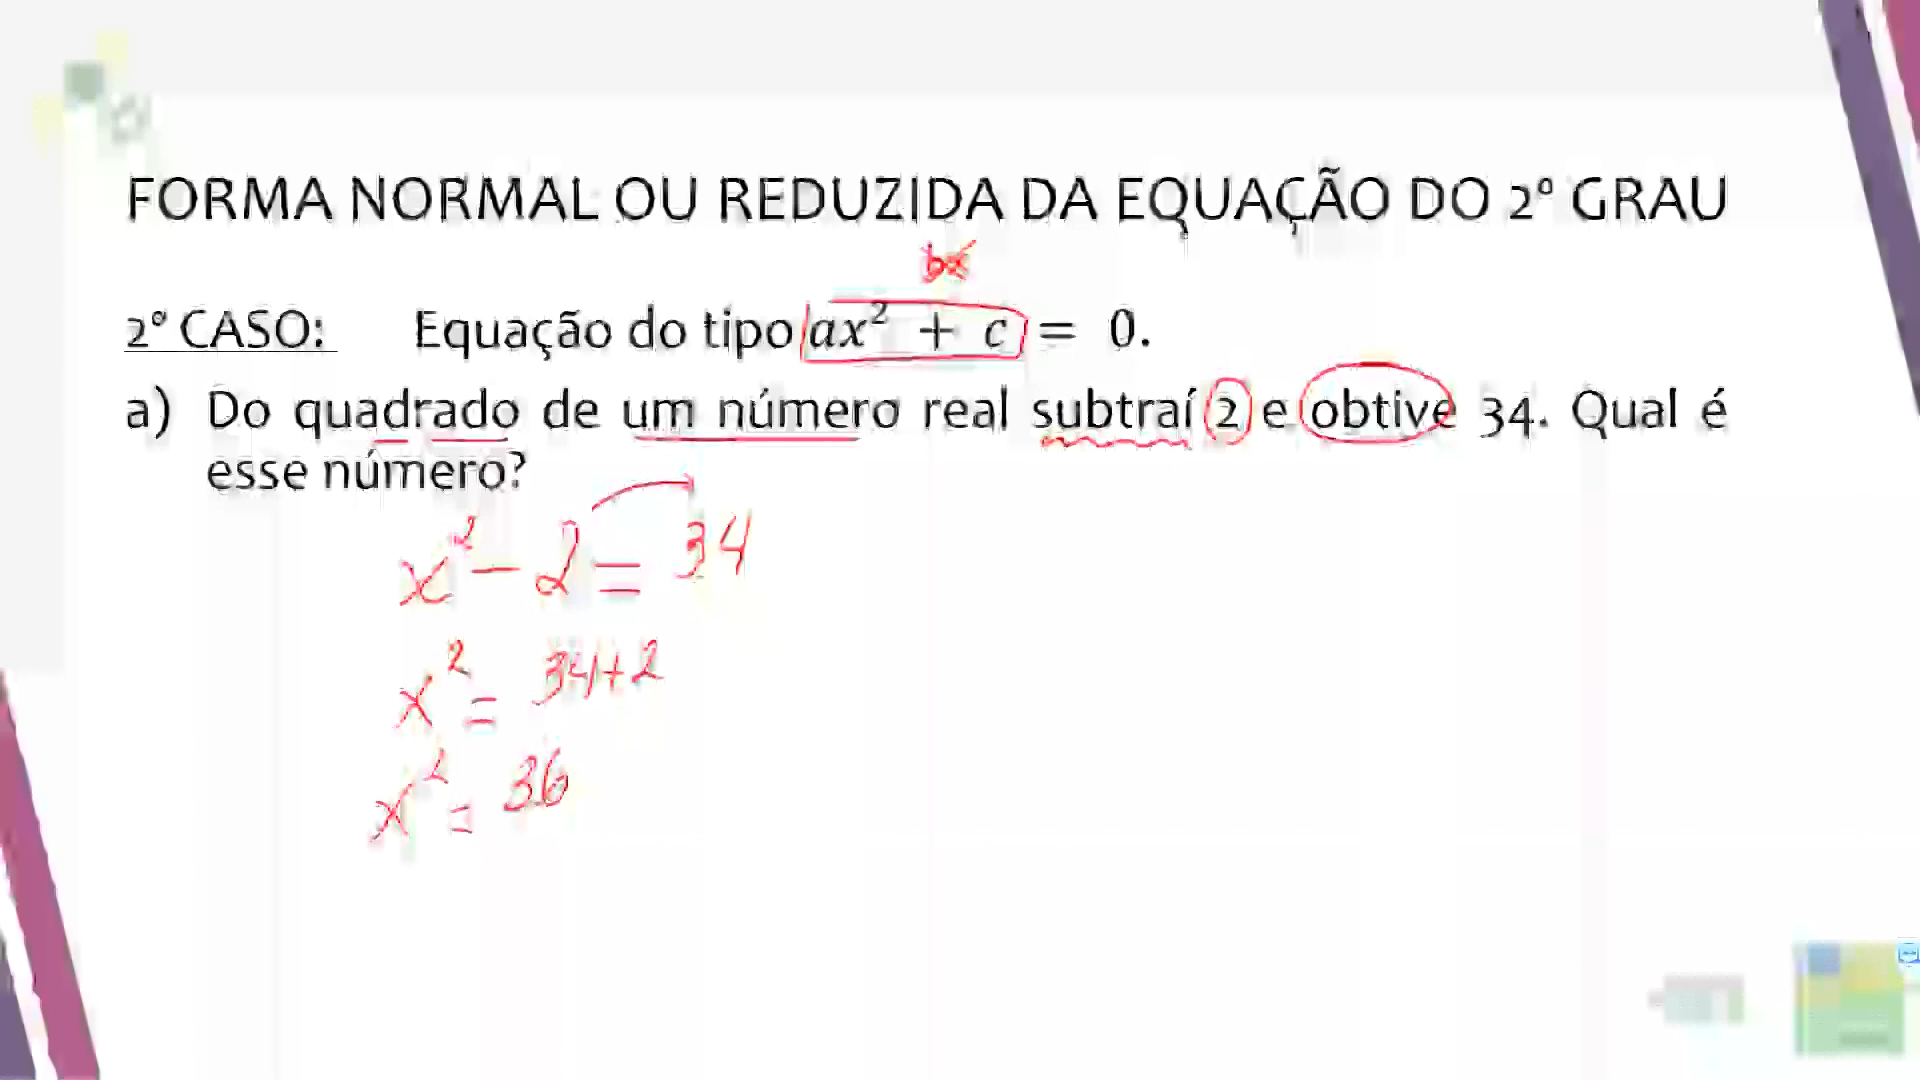 FORMA NORMAL OU REDUZIDA DA EQUAÇÃO DO 2º GRAU
bx
2º CASO: Equação do tipo ax² + c = 0.
a) Do quadrado de um número real subtraí 2 e obtive 34. Qual é
esse número?
x² - 2 = 34
x² = 34+2
x² = 36